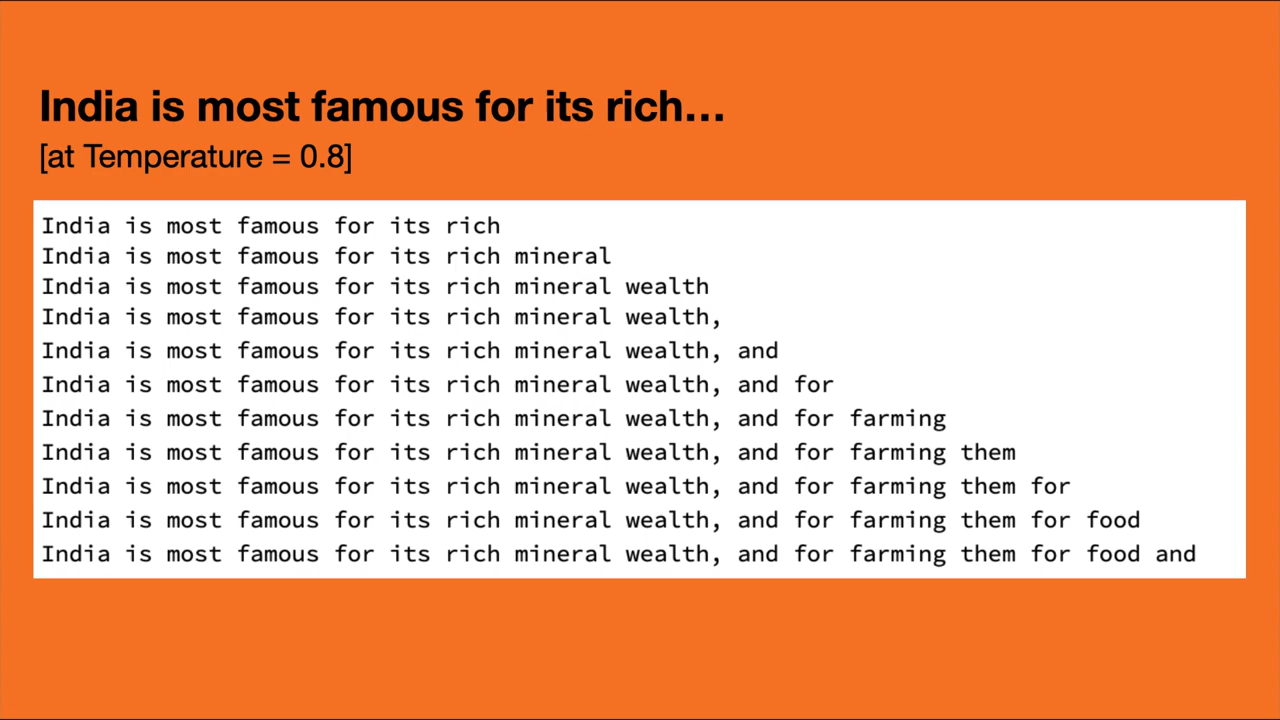 India is most famous for its rich…
[at Temperature = 0.8]
India is most famous for its rich
India is most famous for its rich mineral
India is most famous for its rich mineral wealth
India is most famous for its rich mineral wealth,
India is most famous for its rich mineral wealth, and
India is most famous for its rich mineral wealth, and for
India is most famous for its rich mineral wealth, and for farming
India is most famous for its rich mineral wealth, and for farming them
India is most famous for its rich mineral wealth, and for farming them for
India is most famous for its rich mineral wealth, and for farming them for food
India is most famous for its rich mineral wealth, and for farming them for food and